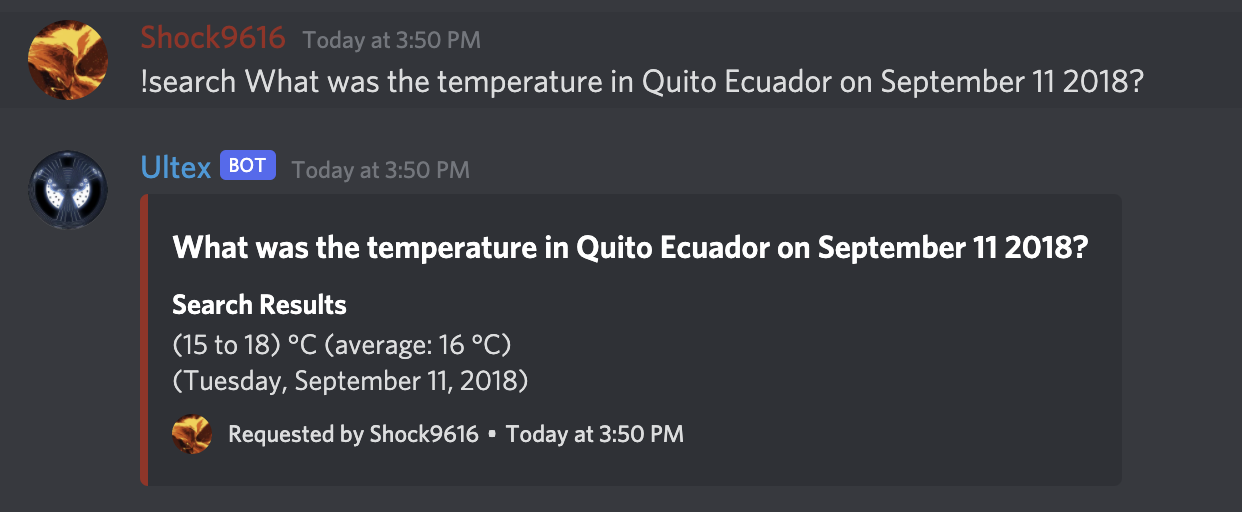 Shock9616 Today at 3:50 PM
!search What was the temperature in Quito Ecuador on September 11 2018?
Ultex BOT Today at 3:50 PM
What was the temperature in Quito Ecuador on September 11 2018?
Search Results
(15 to 18) °C (average: 16 °C)
(Tuesday, September 11, 2018)
Requested by Shock9616 • Today at 3:50 PM